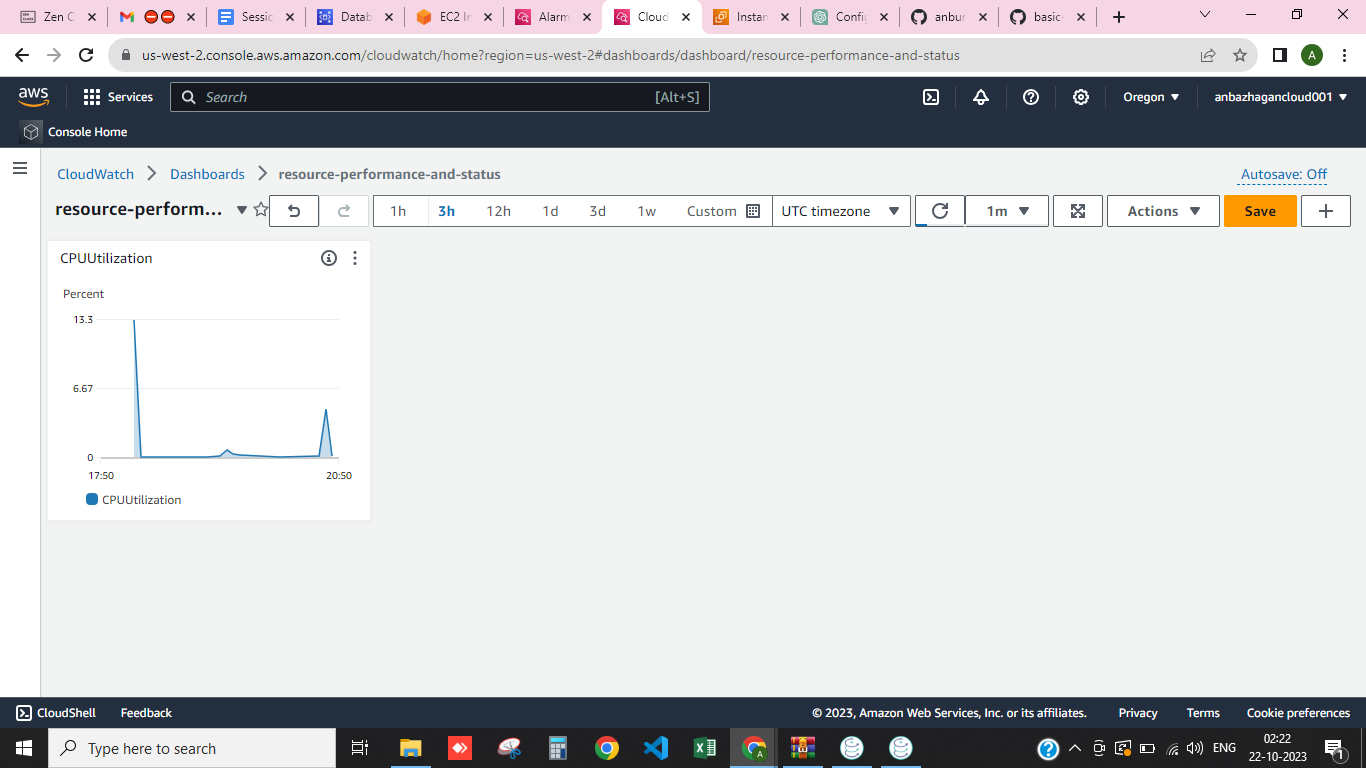 Zen C
Sessic
Datab
EC2 In
Alarm
Cloud
Instan
Config
anbur
basic-
us-west-2.console.aws.amazon.com/cloudwatch/home?region=us-west-2#dashboards/dashboard/resource-performance-and-status
A
aws
Services
Search
[Alt+S]
Oregon
anbazhagancloud001
Console Home
CloudWatch
Dashboards
resource-performance-and-status
Autosave: Off
resource-perform...
1h
3h
12h
1d
3d
1w
Custom
UTC timezone
1m
Actions
Save
CPUUtilization
Percent
13.3
6.67
0
17:50
20:50
CPUUtilization
CloudShell
Feedback
© 2023, Amazon Web Services, Inc. or its affiliates.
Privacy
Terms
Cookie preferences
Type here to search
ENG
02:22
22-10-2023
1